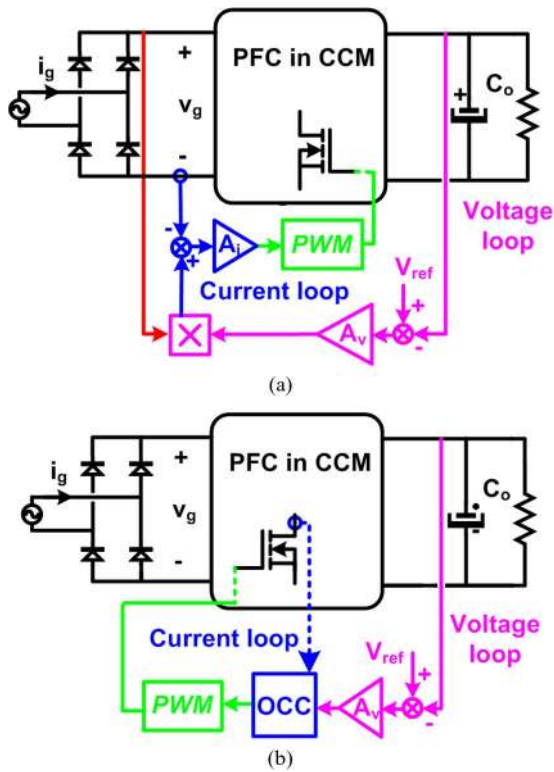 PFC in CCM
i_g
+
v_g
-
+
C_o
-
+
A_i
PWM
Voltage
loop
Current loop
V_ref
+
-
A_v
×
(a)
PFC in CCM
i_g
+
v_g
-
C_o
Current loop
Voltage
loop
V_ref
+
-
PWM
OCC
A_v
(b)